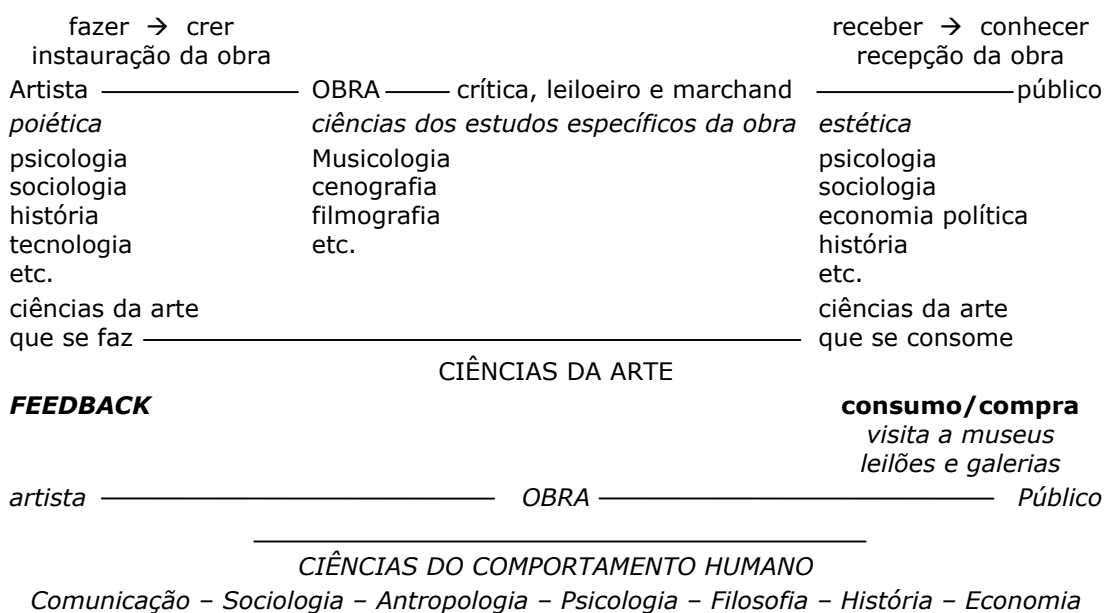 fazer → crer receber → conhecer
instauração da obra recepção da obra
Artista OBRA crítica, leiloeiro e marchand público
poiética ciências dos estudos específicos da obra estética
psicologia Musicologia psicologia
sociologia cenografia sociologia
história filmografia economia política
tecnologia etc. história
etc. etc.
ciências da arte ciências da arte
que se faz que se consome
CIÊNCIAS DA ARTE
FEEDBACK consumo/compra
visita a museus
leilões e galerias
artista OBRA Público
CIÊNCIAS DO COMPORTAMENTO HUMANO
Comunicação – Sociologia – Antropologia – Psicologia – Filosofia – História – Economia